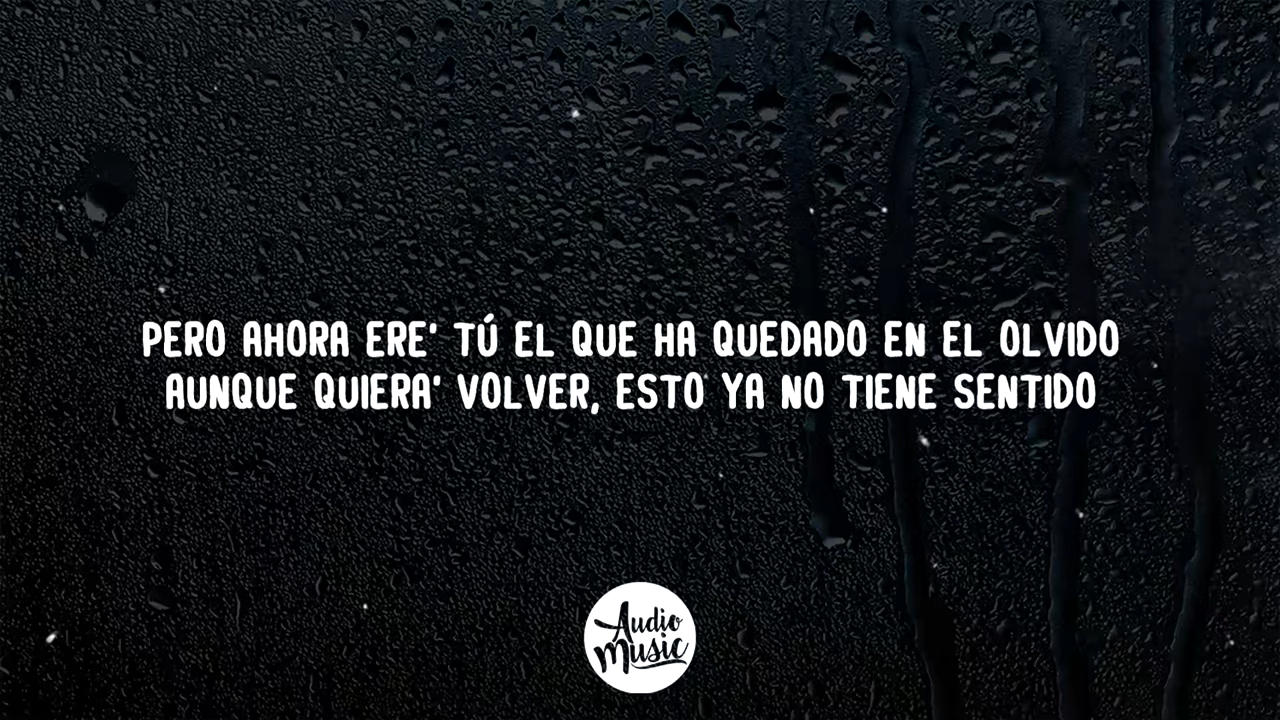 PERO AHORA ERE' TÚ EL QUE HA QUEDADO EN EL OLVIDO
AUNQUE QUIERA' VOLVER, ESTO YA NO TIENE SENTIDO
Audio
Music